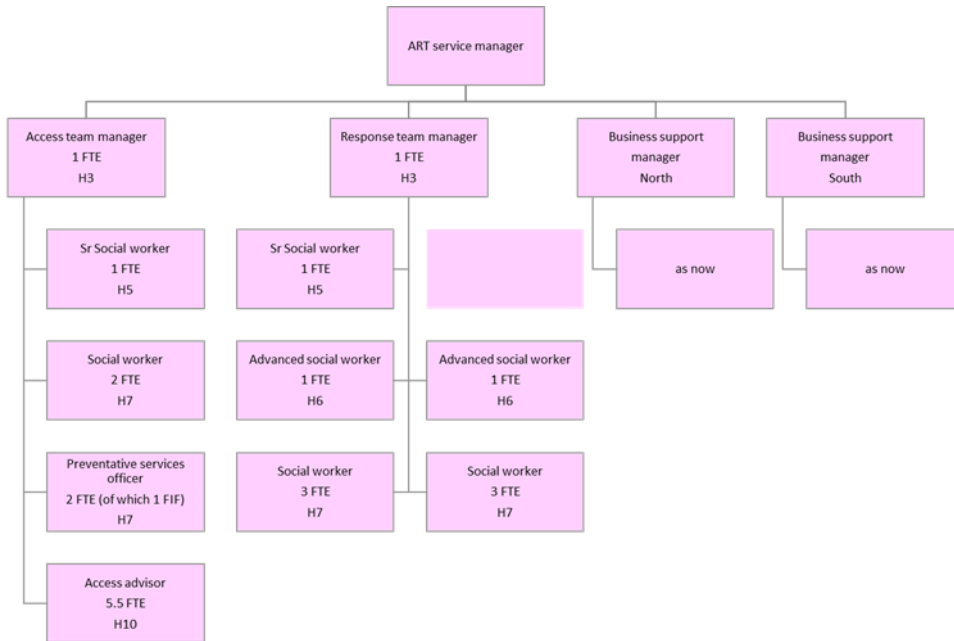 ART service manager
Access team manager
1 FTE
H3
Response team manager
1 FTE
H3
Business support
manager
North
Business support
manager
South
Sr Social worker
1 FTE
H5
Sr Social worker
1 FTE
H5
as now
as now
Social worker
2 FTE
H7
Advanced social worker
1 FTE
H6
Advanced social worker
1 FTE
H6
Preventative services
officer
2 FTE (of which 1 FIF)
H7
Social worker
3 FTE
H7
Social worker
3 FTE
H7
Access advisor
5.5 FTE
H10